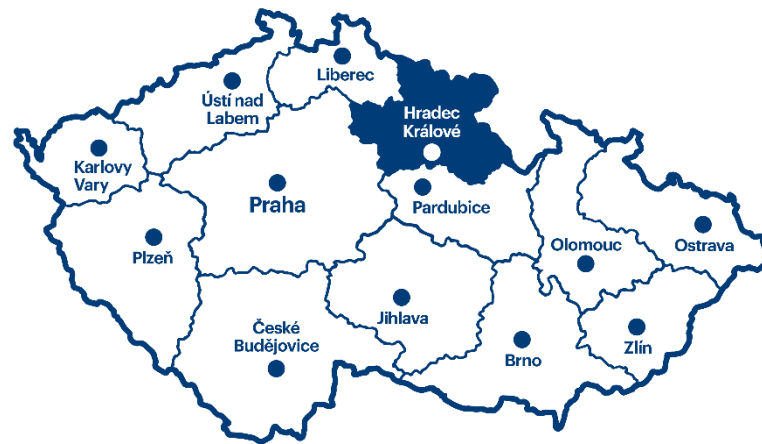 Liberec
Ústí nad
Labem
Hradec
Králové
Karlovy
Vary
Praha
Pardubice
Plzeň
Olomouc
Ostrava
Jihlava
České
Budějovice
Brno
Zlín